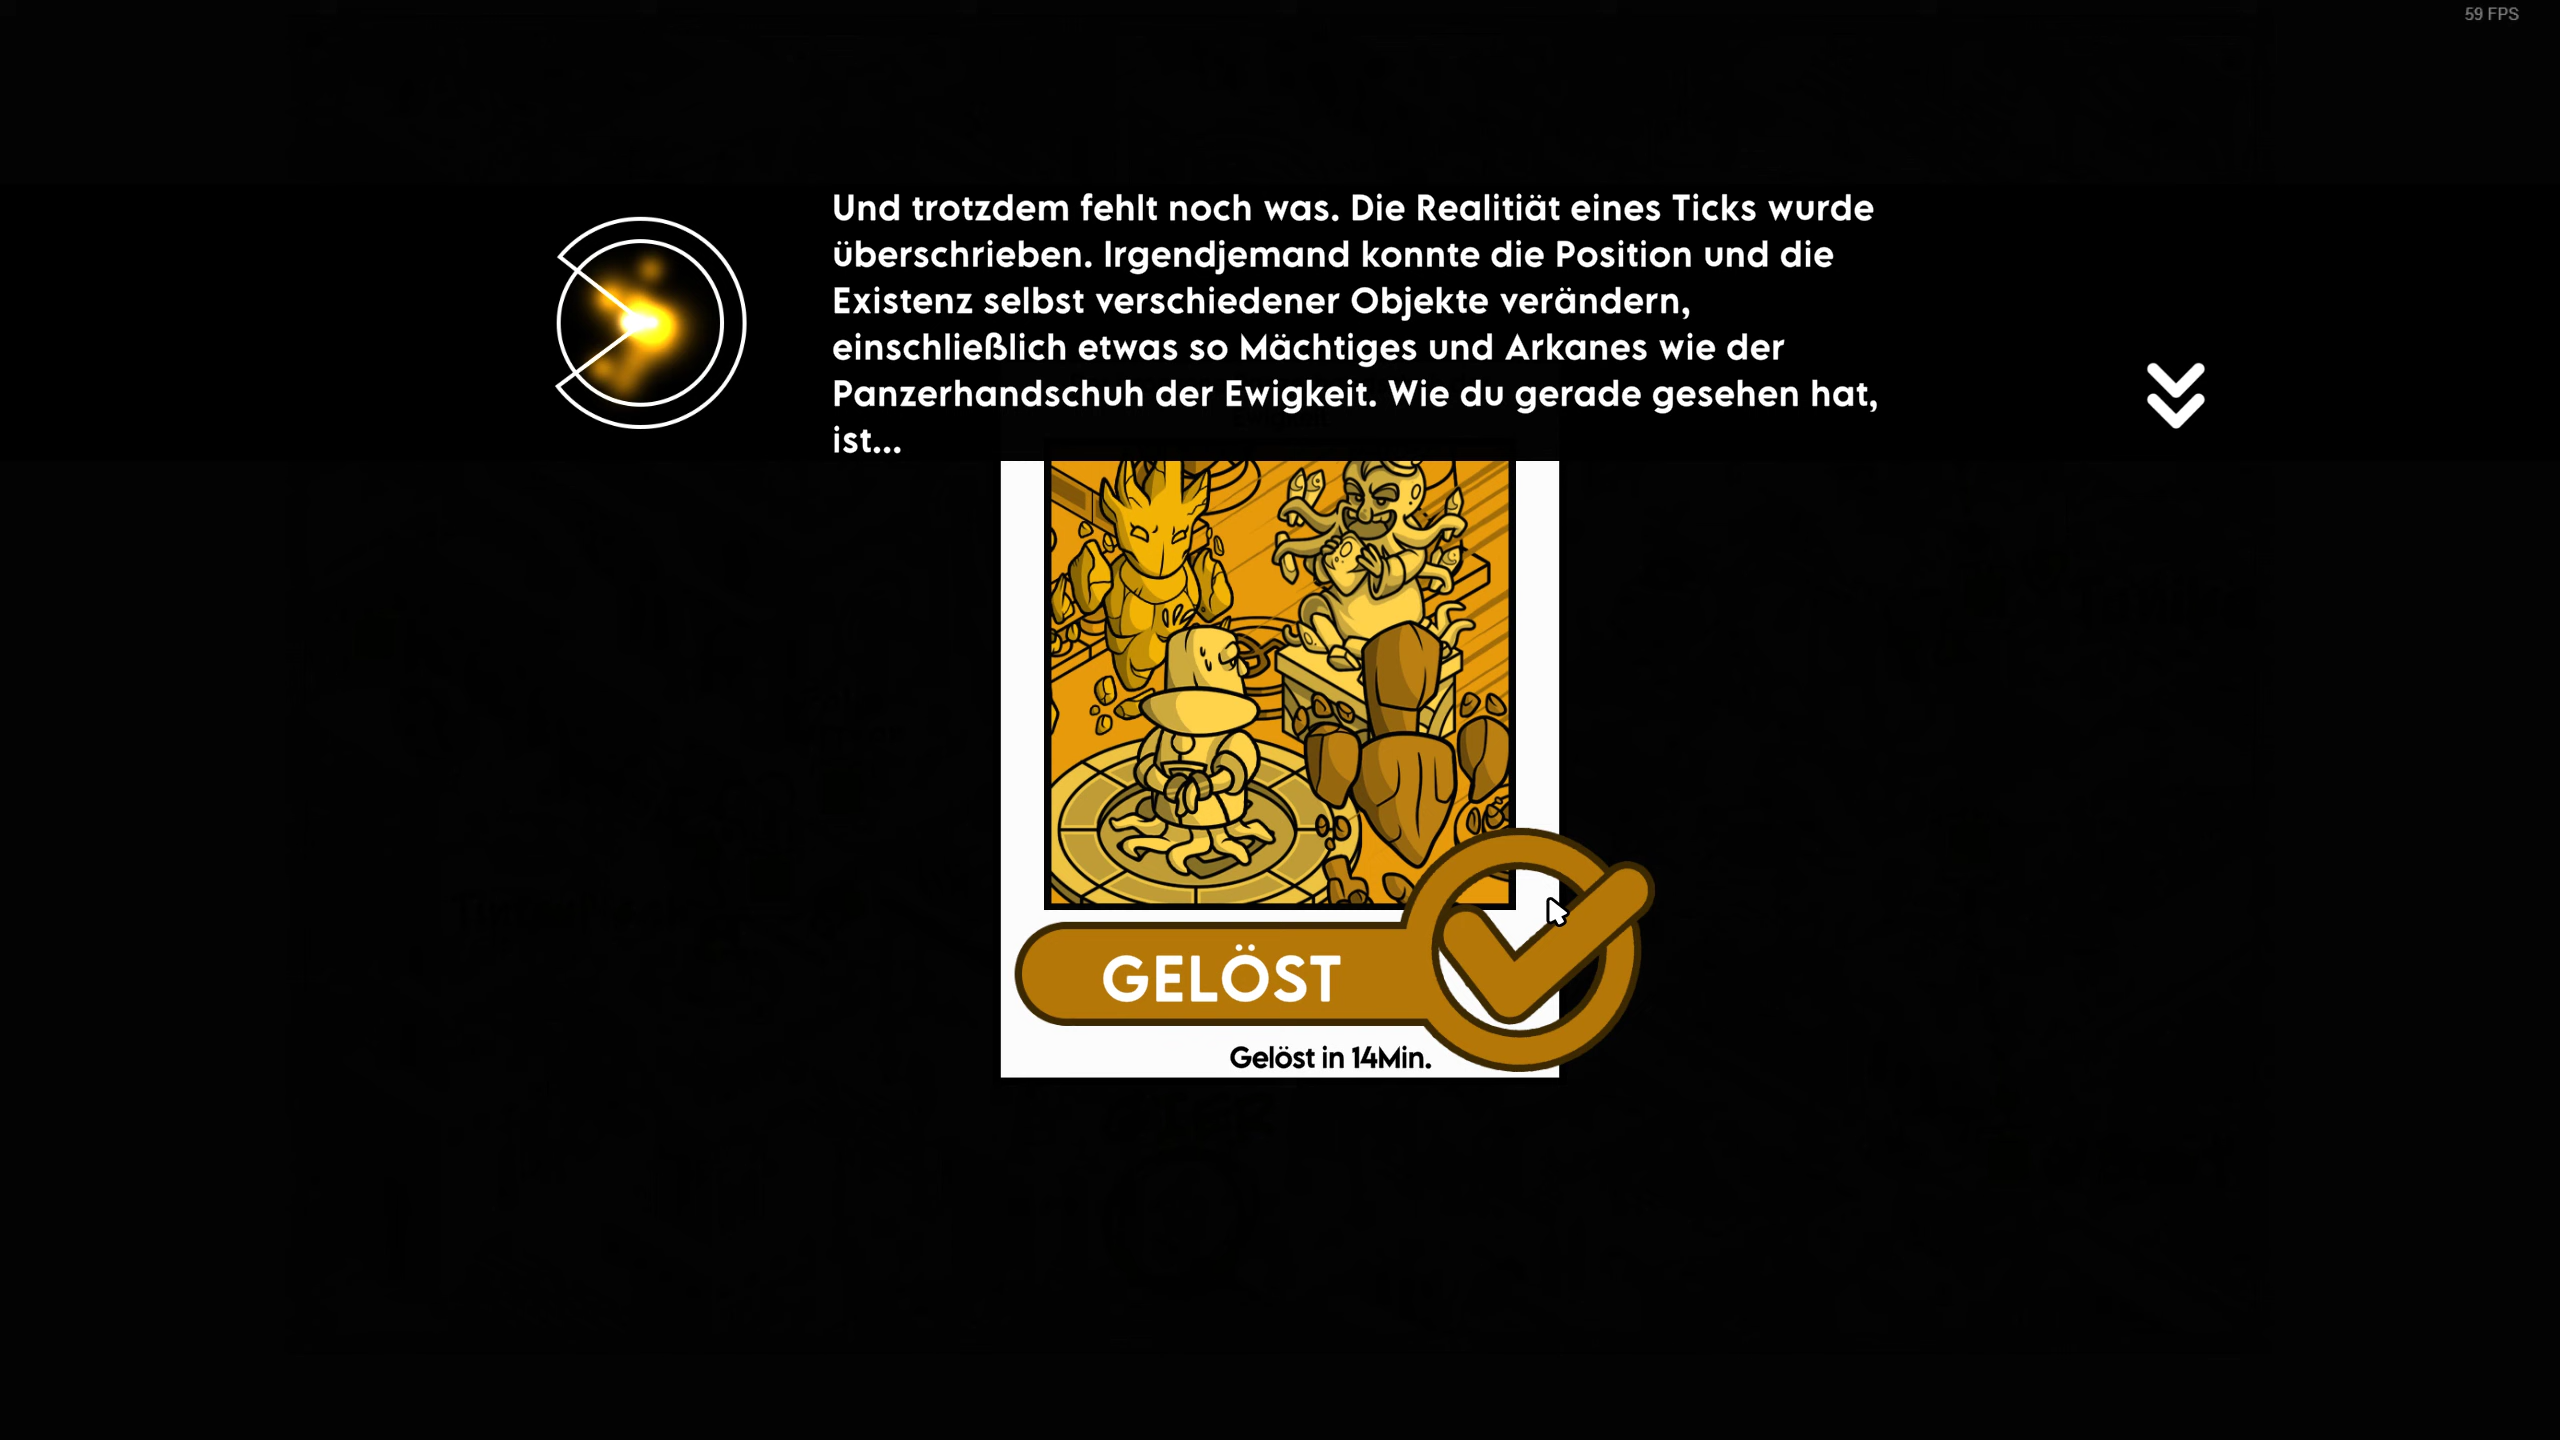 59 FPS
Und trotzdem fehlt noch was. Die Realitiät eines Ticks wurde
überschrieben. Irgendjemand konnte die Position und die
Existenz selbst verschiedener Objekte verändern,
einschließlich etwas so Mächtiges und Arkanes wie der
Panzerhandschuh der Ewigkeit. Wie du gerade gesehen hat,
ist...
GELÖST
Gelöst in 14Min.